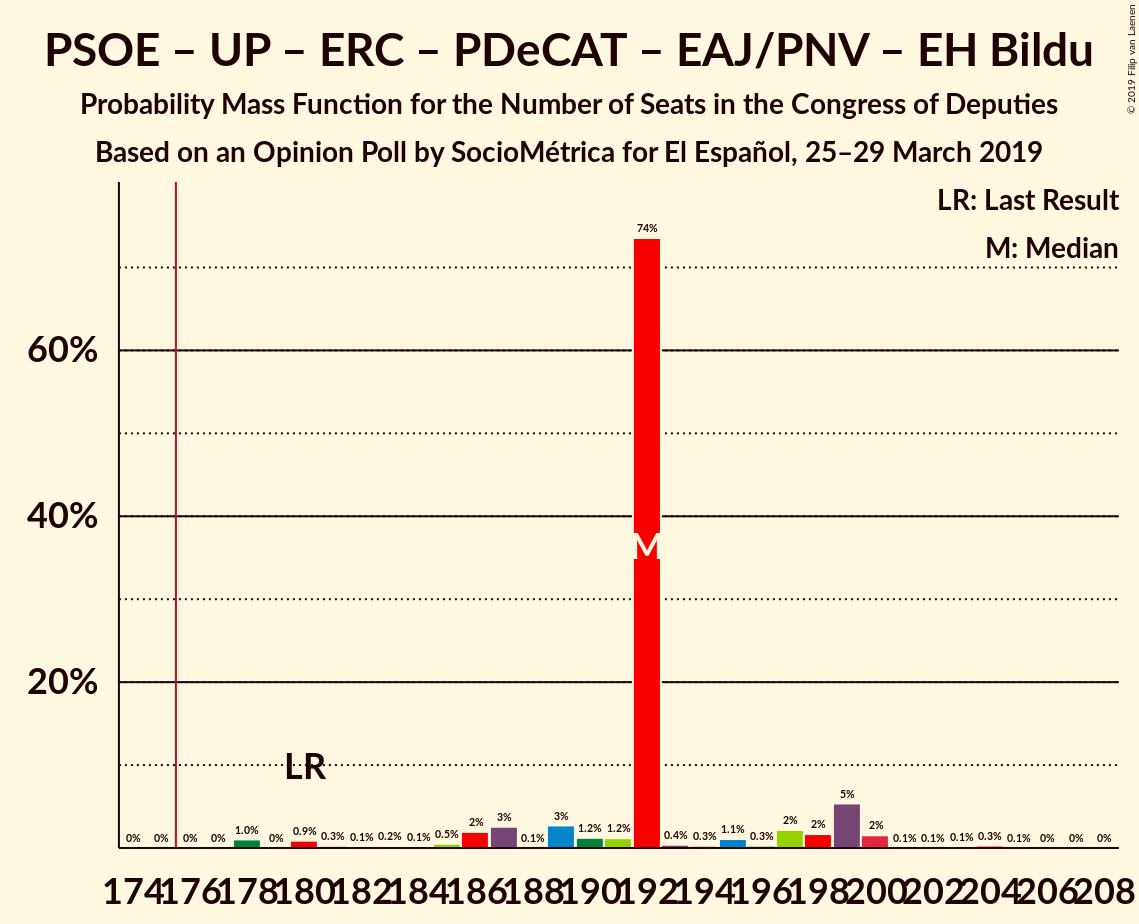 PSOE – UP – ERC – PDeCAT – EAJ/PNV – EH Bildu
Probability Mass Function for the Number of Seats in the Congress of Deputies
Based on an Opinion Poll by SocioMétrica for El Español, 25–29 March 2019
© 2019 Filip van Laenen
LR: Last Result
M: Median
74%
60%
M
40%
20%
LR
0% 0% 0% 0% 1.0% 0% 0.9% 0.3% 0.1% 0.2% 0.1% 0.5% 2% 3% 0.1% 3% 1.2% 1.2% 0.4% 0.3% 1.1% 0.3% 2% 2% 5% 2% 0.1% 0.1% 0.1% 0.3% 0.1% 0% 0% 0%
174 176 178 180 182 184 186 188 190 192 194 196 198 200 202 204 206 208